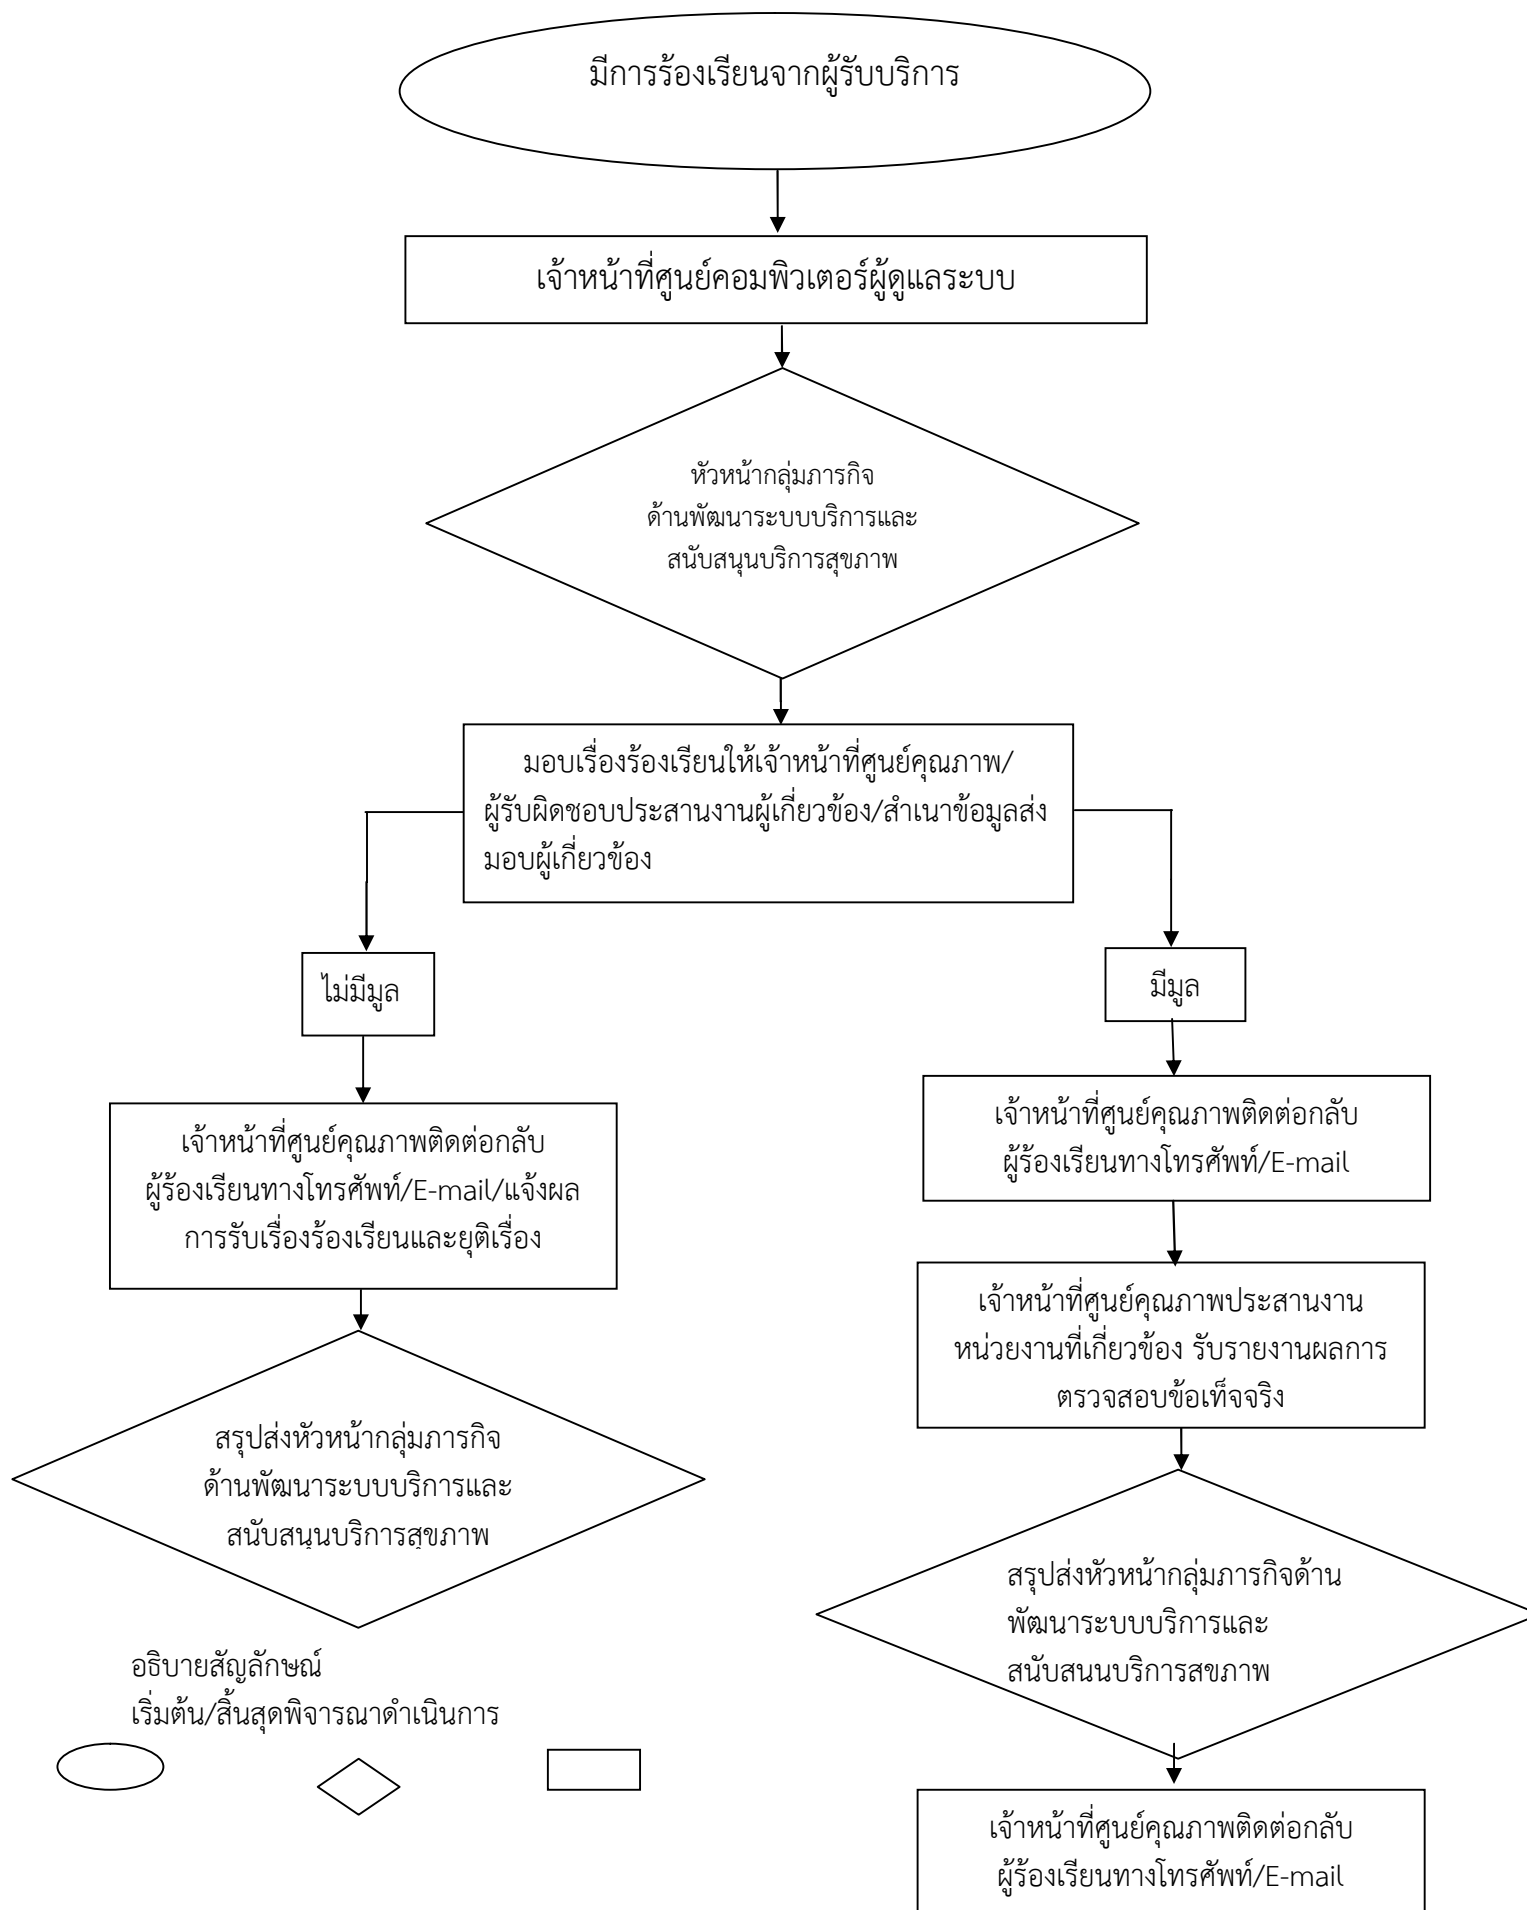 มีการร้องเรียนจากผู้รับบริการ
เจ้าหน้าที่ศูนย์คอมพิวเตอร์ผู้ดูแลระบบ
หัวหน้ากลุ่มภารกิจ
ด้านพัฒนาระบบบริการและ
สนับสนุนบริการสุขภาพ
มอบเรื่องร้องเรียนให้เจ้าหน้าที่ศูนย์คุณภาพ/
ผู้รับผิดชอบประสานงานผู้เกี่ยวข้อง/สำเนาข้อมูลส่ง
มอบผู้เกี่ยวข้อง
ไม่มีมูล
เจ้าหน้าที่ศูนย์คุณภาพติดต่อกลับ
ผู้ร้องเรียนทางโทรศัพท์/E-mail/แจ้งผล
การรับเรื่องร้องเรียนและยุติเรื่อง
สรุปส่งหัวหน้ากลุ่มภารกิจ
ด้านพัฒนาระบบบริการและ
สนับสนุนบริการสุขภาพ
มีมูล
เจ้าหน้าที่ศูนย์คุณภาพติดต่อกลับ
ผู้ร้องเรียนทางโทรศัพท์/E-mail
เจ้าหน้าที่ศูนย์คุณภาพประสานงาน
หน่วยงานที่เกี่ยวข้อง รับรายงานผลการ
ตรวจสอบข้อเท็จจริง
สรุปส่งหัวหน้ากลุ่มภารกิจด้าน
พัฒนาระบบบริการและ
สนับสนนบริการสขภาพ
เจ้าหน้าที่ศูนย์คุณภาพติดต่อกลับ
ผู้ร้องเรียนทางโทรศัพท์/E-mail
อธิบายสัญลักษณ์
เริ่มต้น/สิ้นสุดพิจารณาดำเนินการ